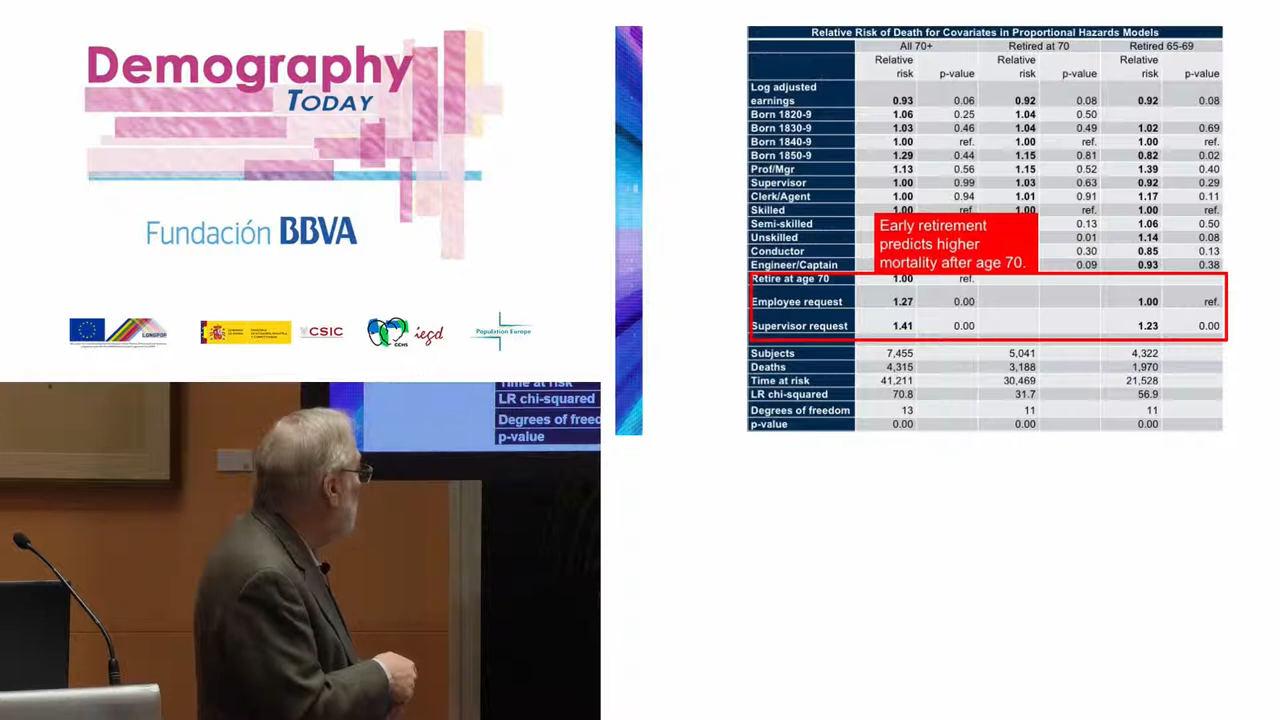 Demography
TODAY
Fundación BBVA
LONGPOP
CSIC
CCHS
iegd
Population Europe
Relative Risk of Death for Covariates in Proportional Hazards Models
All 70+ Retired at 70 Retired 65-69
Relative risk p-value Relative risk p-value Relative risk p-value
Log adjusted earnings 0.93 0.06 0.92 0.08 0.92 0.08
Born 1820-9 1.06 0.25 1.04 0.50
Born 1830-9 1.03 0.46 1.04 0.49 1.02 0.69
Born 1840-9 1.00 ref. 1.00 ref. 1.00 ref.
Born 1850-9 1.29 0.44 1.15 0.81 0.82 0.02
Prof/Mgr 1.13 0.56 1.15 0.52 1.39 0.40
Supervisor 1.00 0.99 1.03 0.63 0.92 0.29
Clerk/Agent 1.00 0.94 1.01 0.91 1.17 0.11
Skilled 1.00 ref. 1.00 ref. 1.00 ref.
Semi-skilled 0.13 1.06 0.50
Unskilled 0.01 1.14 0.08
Conductor 0.30 0.85 0.13
Engineer/Captain 0.09 0.93 0.38
Early retirement
predicts higher
mortality after age 70.
Retire at age 70 1.00 ref.
Employee request 1.27 0.00 1.00 ref.
Supervisor request 1.41 0.00 1.23 0.00
Subjects 7,455 5,041 4,322
Deaths 4,315 3,188 1,970
Time at risk 41,211 30,469 21,528
LR chi-squared 70.8 31.7 56.9
Degrees of freedom 13 11 11
p-value 0.00 0.00 0.00
Time at risk
LR chi-squared
Degrees of freed
p-value